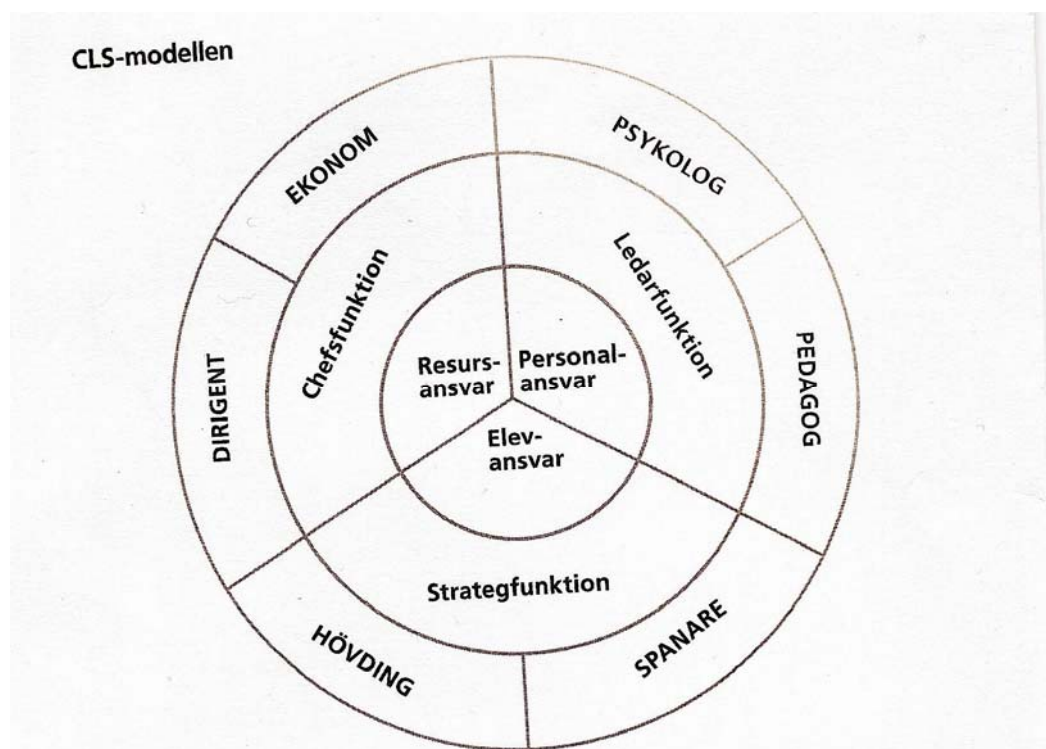 CLS-modellen
EKONOM
PSYKOLOG
Chefsfunktion
Ledarfunktion
DIRIGENT
Resurs-
ansvar
Personal-
ansvar
PEDAGOG
Elev-
ansvar
Strategfunktion
HÖVDING
SPANARE